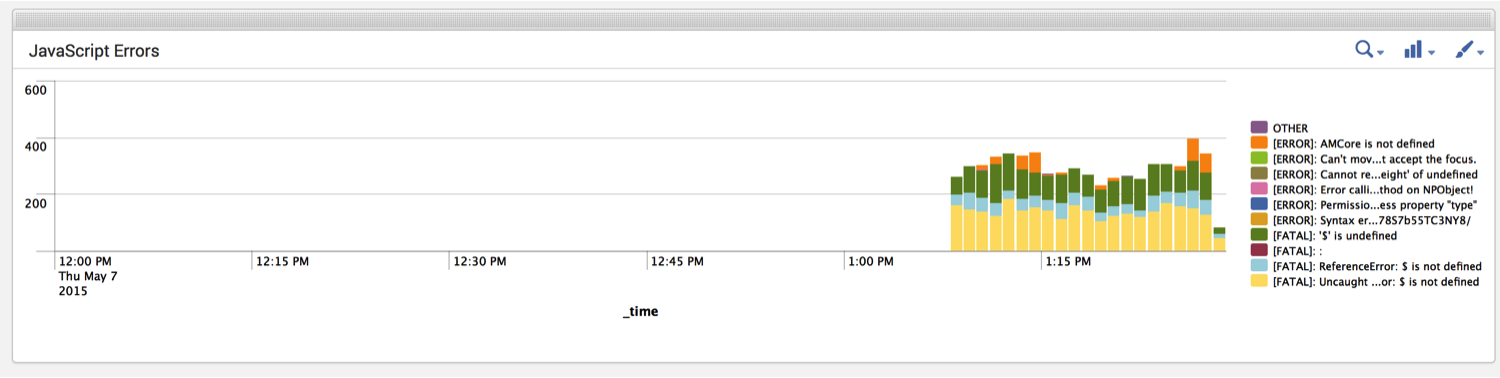 JavaScript Errors
600
400
200
12:00 PM
Thu May 7
2015
12:15 PM
12:30 PM
12:45 PM
1:00 PM
1:15 PM
_time
OTHER
[ERROR]: AMCore is not defined
[ERROR]: Can't mov...t accept the focus.
[ERROR]: Cannot re...eight' of undefined
[ERROR]: Error calli...thod on NPObject!
[ERROR]: Permissio...ess property "type"
[ERROR]: Syntax er...78S7b55TC3NY8/
[FATAL]: '$' is undefined
[FATAL]: :
[FATAL]: ReferenceError: $ is not defined
[FATAL]: Uncaught ...or: $ is not defined